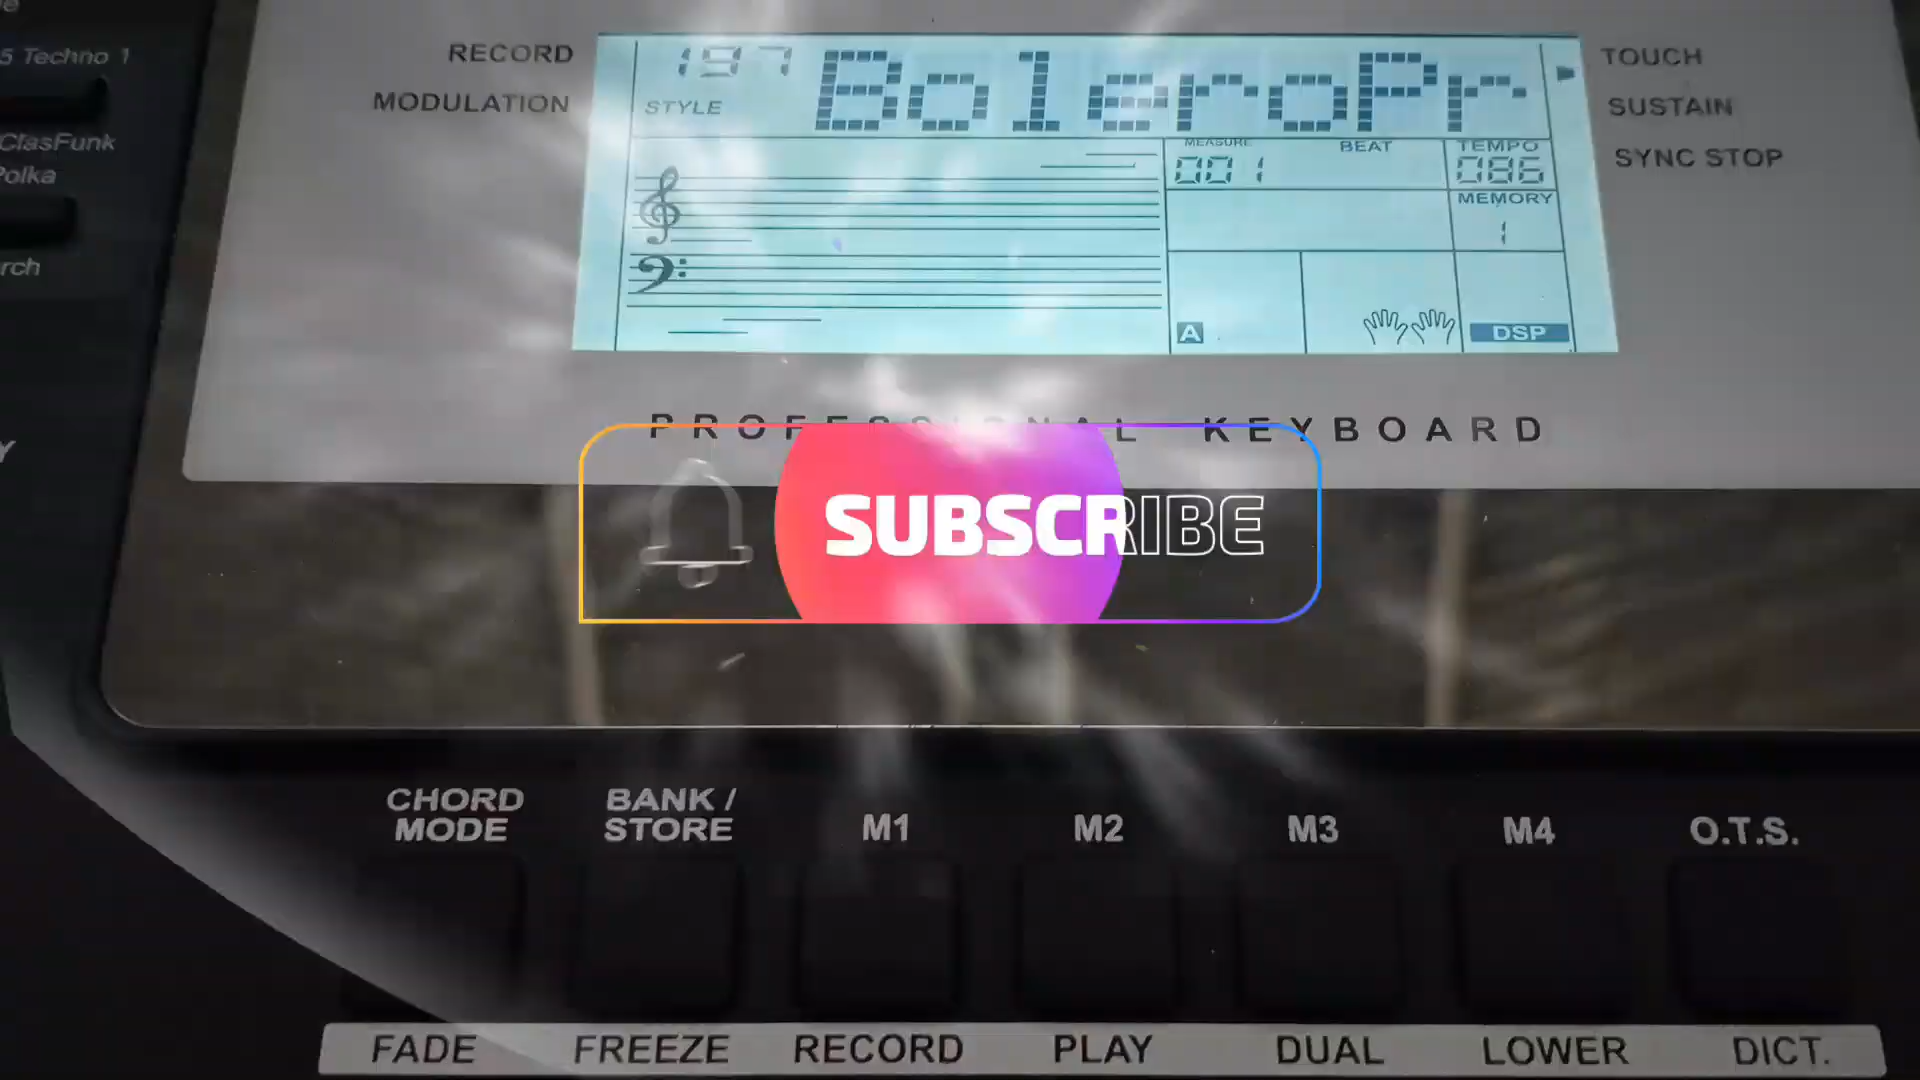 5 Techno 1
ClasFunk
Polka
RECORD
MODULATION
197
STYLE
BoleroPr
MEASURE
001
BEAT
TEMPO
086
MEMORY
1
A
DSP
TOUCH
SUSTAIN
SYNC STOP
PROFESSIONAL KEYBOARD
SUBSCRIBE
CHORD MODE
BANK / STORE
M1
M2
M3
M4
O.T.S.
FADE
FREEZE
RECORD
PLAY
DUAL
LOWER
DICT.